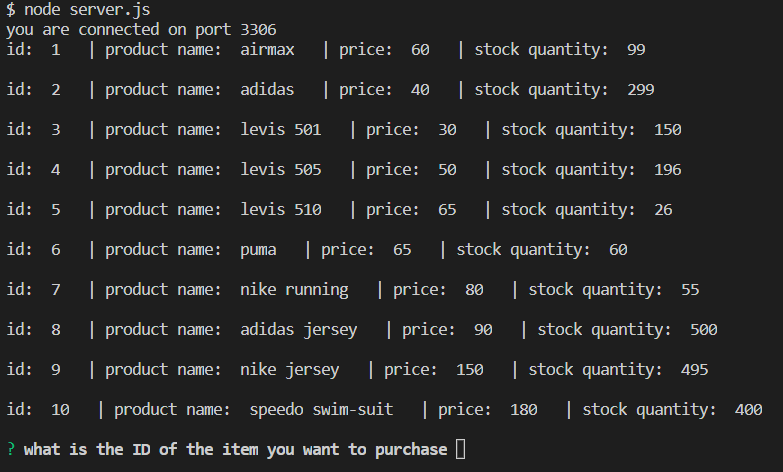 $ node server.js
you are connected on port 3306
id:  1   | product name:  airmax   | price:  60   | stock quantity:  99
id:  2   | product name:  adidas   | price:  40   | stock quantity:  299
id:  3   | product name:  levis 501   | price:  30   | stock quantity:  150
id:  4   | product name:  levis 505   | price:  50   | stock quantity:  196
id:  5   | product name:  levis 510   | price:  65   | stock quantity:  26
id:  6   | product name:  puma   | price:  65   | stock quantity:  60
id:  7   | product name:  nike running   | price:  80   | stock quantity:  55
id:  8   | product name:  adidas jersey   | price:  90   | stock quantity:  500
id:  9   | product name:  nike jersey   | price:  150   | stock quantity:  495
id:  10   | product name:  speedo swim-suit   | price:  180   | stock quantity:  400
? what is the ID of the item you want to purchase